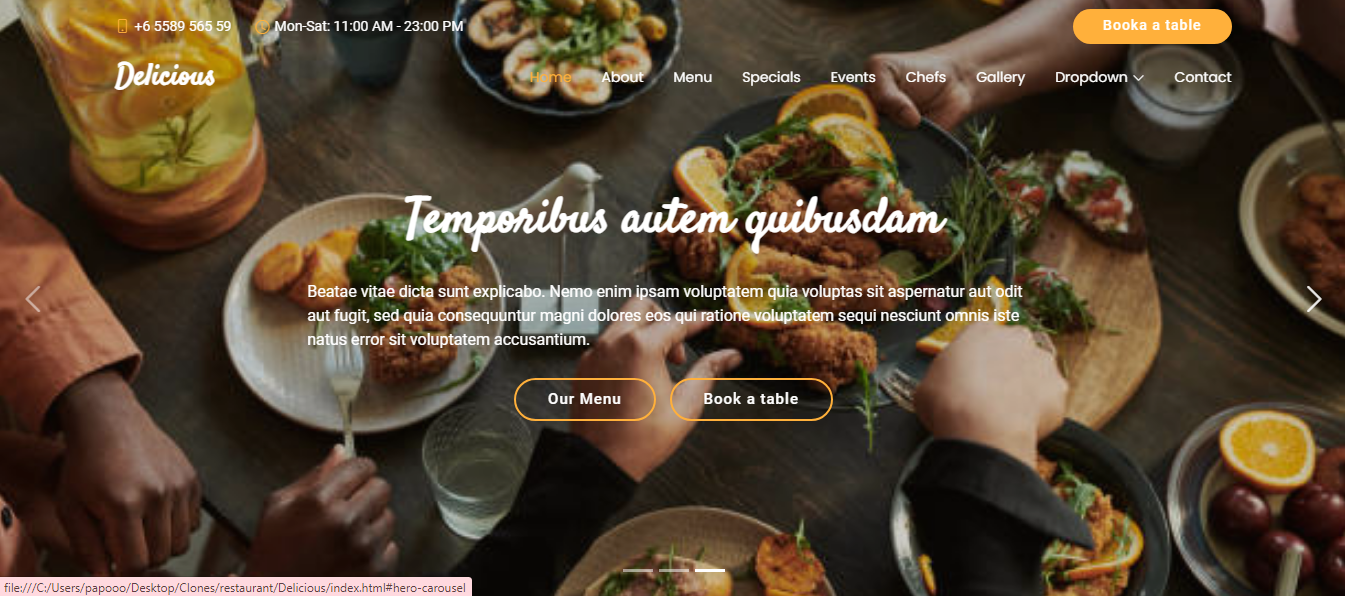 +6 5589 565 59
Mon-Sat: 11:00 AM - 23:00 PM
Booka a table
Delicious
Home About Menu Specials Events Chefs Gallery Dropdown Contact
Temporibus autem quibusdam
Beatae vitae dicta sunt explicabo. Nemo enim ipsam voluptatem quia voluptas sit aspernatur aut odit
aut fugit, sed quia consequuntur magni dolores eos qui ratione voluptatem sequi nesciunt omnis iste
natus error sit voluptatem accusantium.
Our Menu
Book a table
file:///C:/Users/papooo/Desktop/Clones/restaurant/Delicious/index.html#hero-carousel